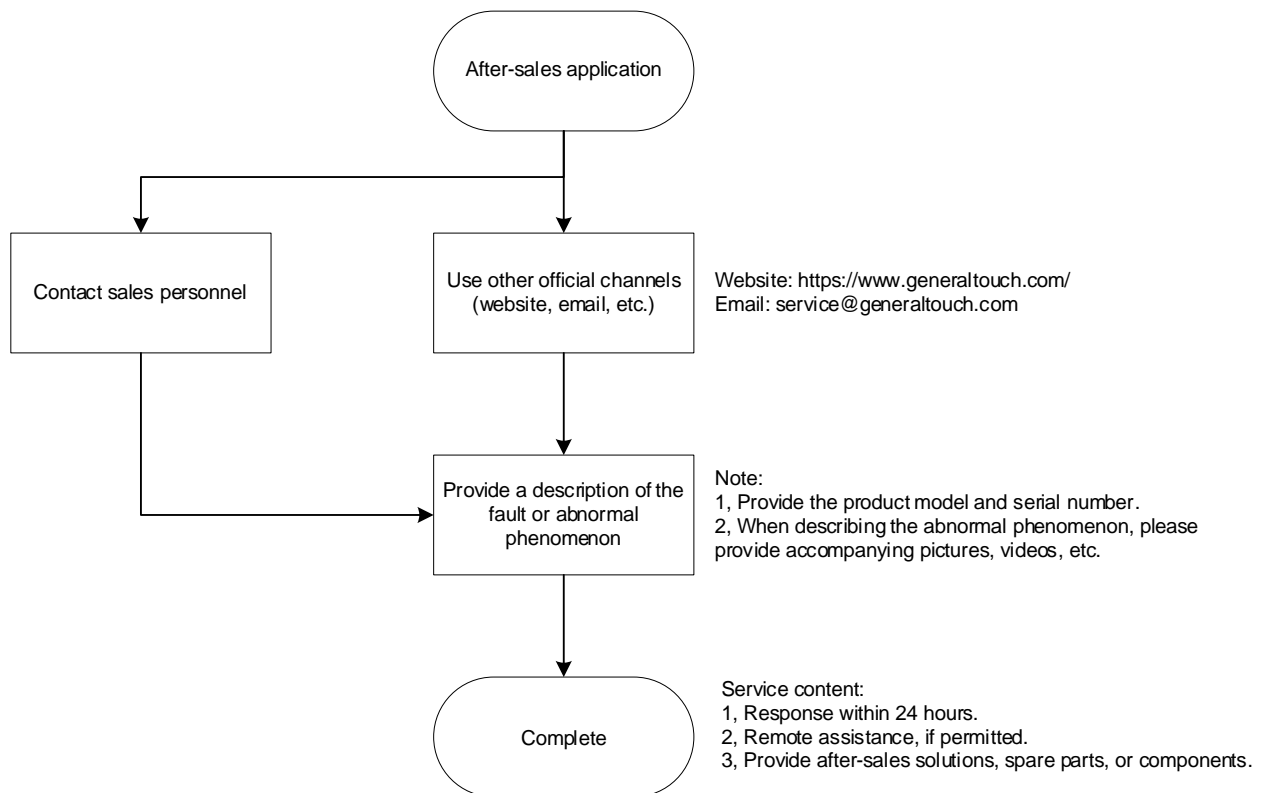 After-sales application
Contact sales personnel
Use other official channels
(website, email, etc.)
Website: https://www.generaltouch.com/
Email: service@generaltouch.com
Provide a description of the
fault or abnormal
phenomenon
Note:
1, Provide the product model and serial number.
2, When describing the abnormal phenomenon, please
provide accompanying pictures, videos, etc.
Complete
Service content:
1, Response within 24 hours.
2, Remote assistance, if permitted.
3, Provide after-sales solutions, spare parts, or components.